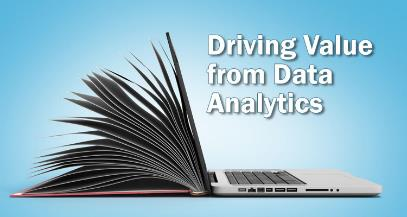 Driving Value
from Data
Analytics